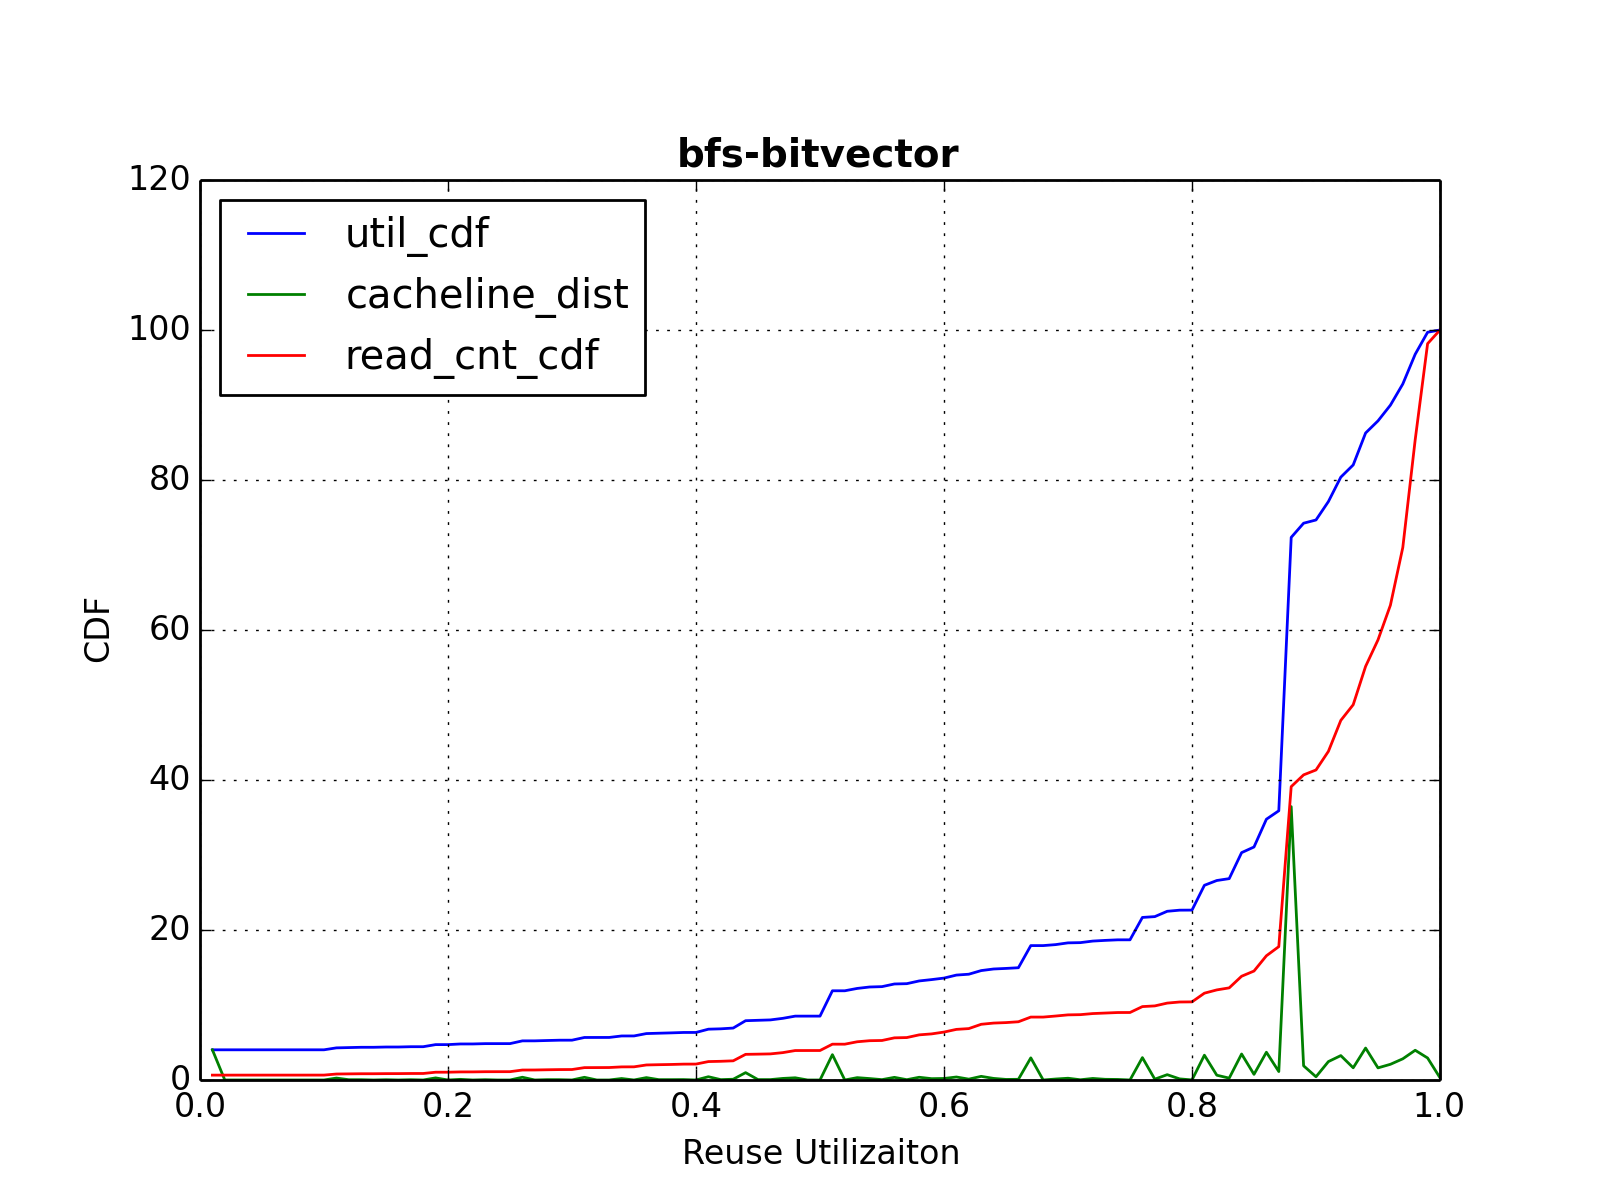 bfs-bitvector
120
100
80
60
40
20
0
util_cdf
cacheline_dist
read_cnt_cdf
CDF
0.0 0.2 0.4 0.6 0.8 1.0
Reuse Utilizaiton